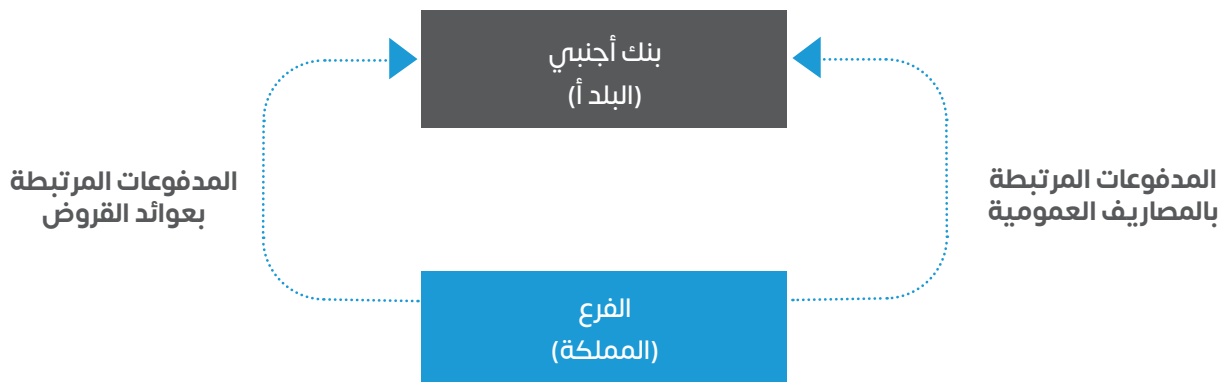 بنك أجنبي
(البلد أ)
المدفوعات المرتبطة
بالمصاريف العمومية
المدفوعات المرتبطة
بعوائد القروض
الفرع
(المملكة)